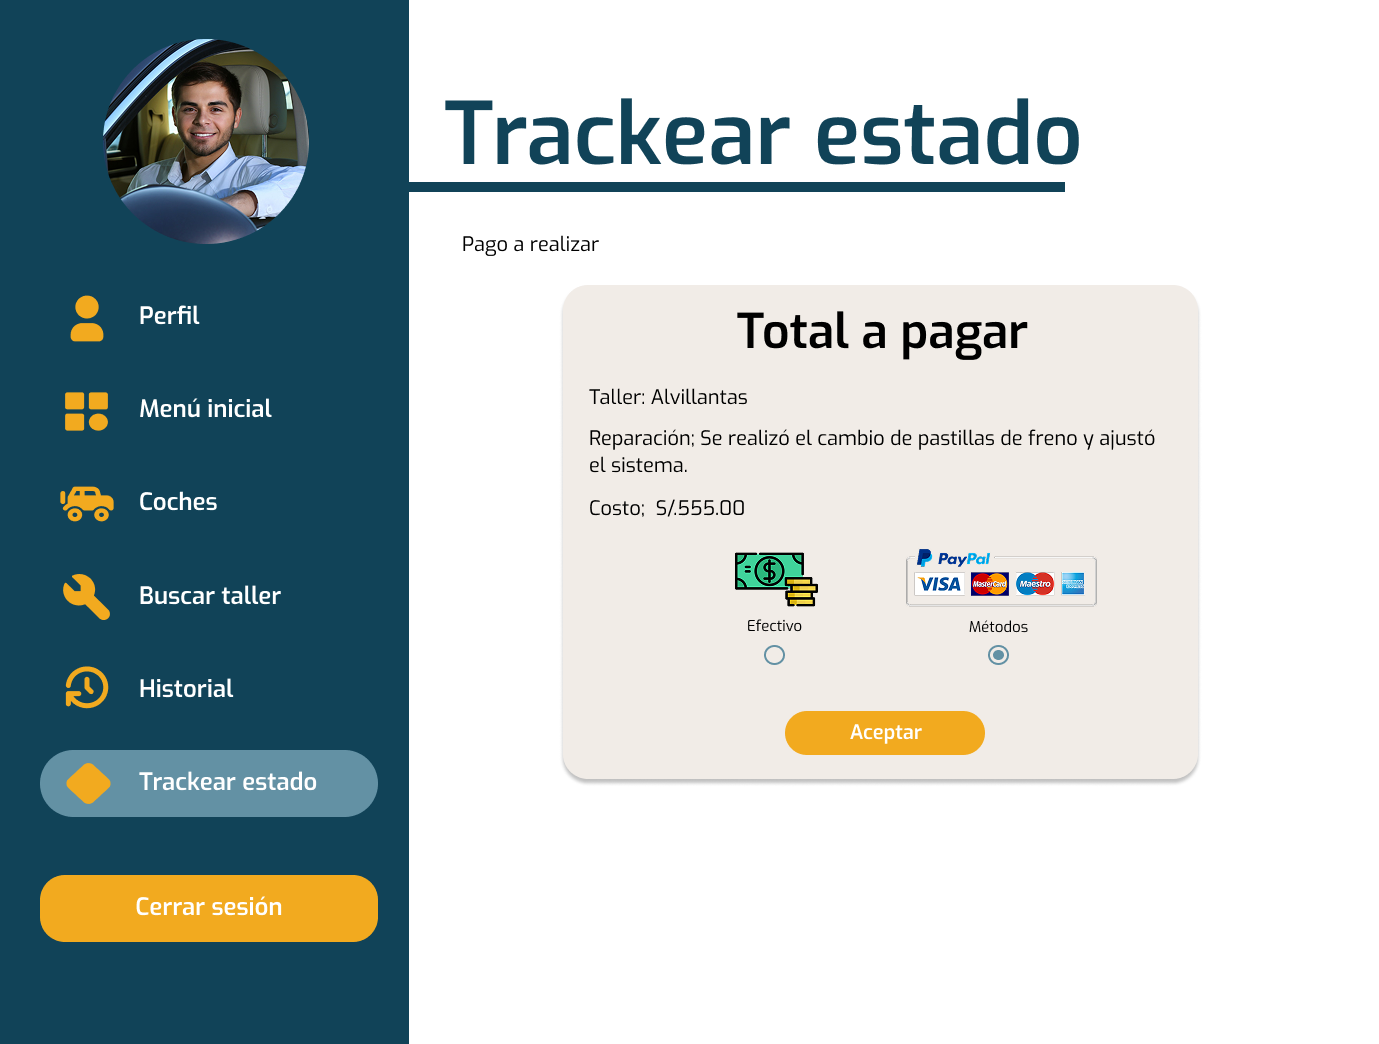 Trackear estado
Pago a realizar
Perfil
Menú inicial
Coches
Buscar taller
Historial
Trackear estado
Cerrar sesión
Total a pagar
Taller: Alvillantas
Reparación; Se realizó el cambio de pastillas de freno y ajustó
el sistema.
Costo; S/.555.00
PayPal
VISA MasterCard Maestro
Efectivo
Métodos
Aceptar